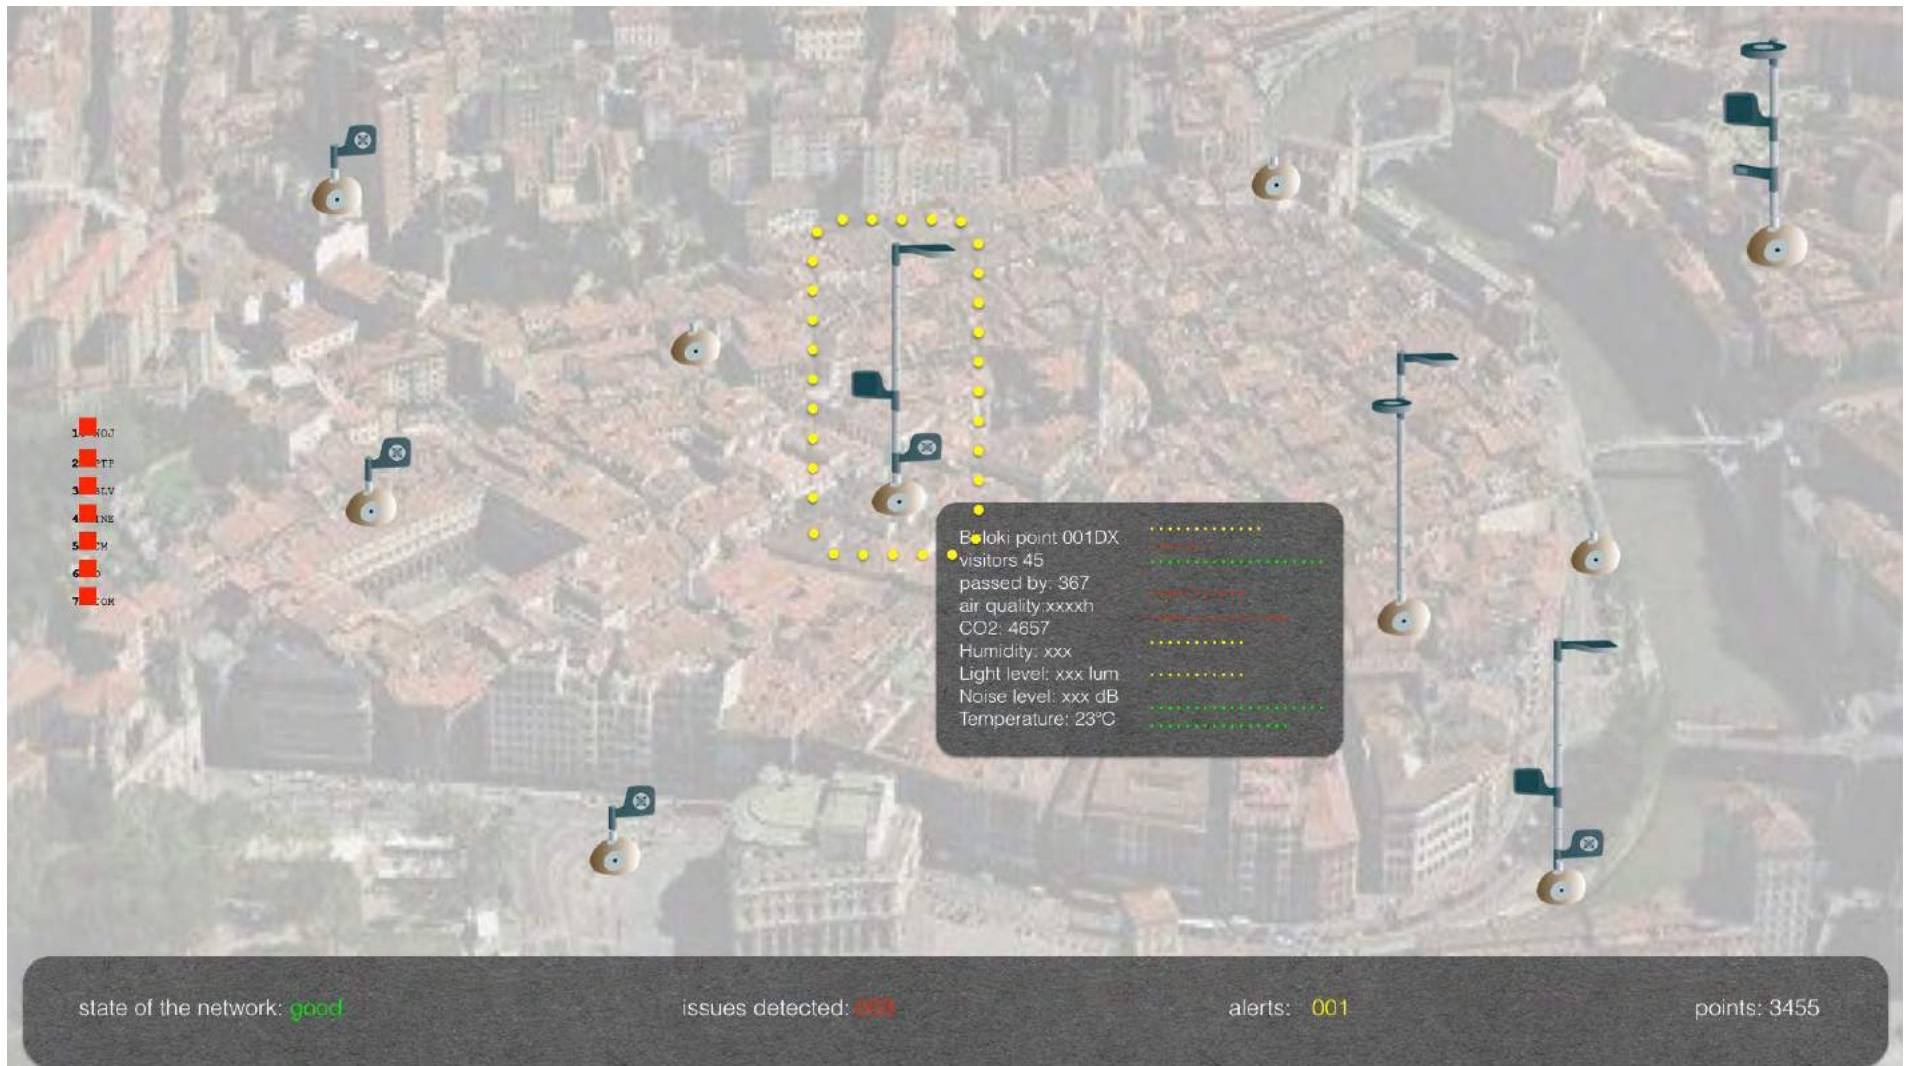 Beloki point 001DX
visitors 45
passed by: 367
air quality:xxxxh
CO2: 4657
Humidity: xxx
Light level: xxx lum
Noise level: xxx dB
Temperature: 23°C
state of the network: good
issues detected: 003
alerts: 001
points: 3455